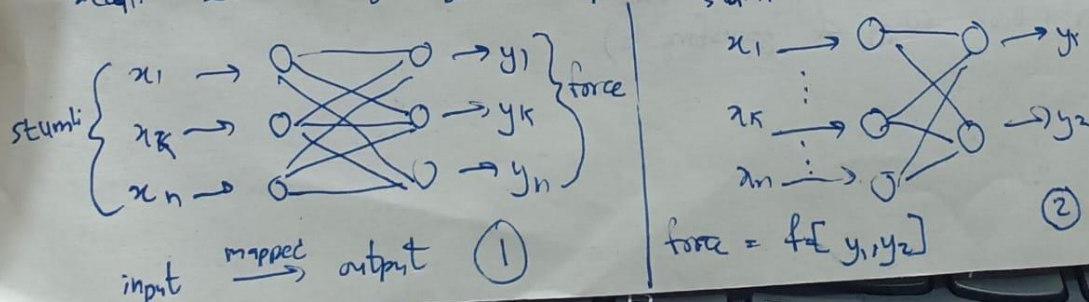 x1 → → y1
stumli xk → → yk force
xn → → yn
input mapped → output ①
x1 → → y1
⋮
xk → → y2
⋮
xn →
force = f[y1, y2]
②